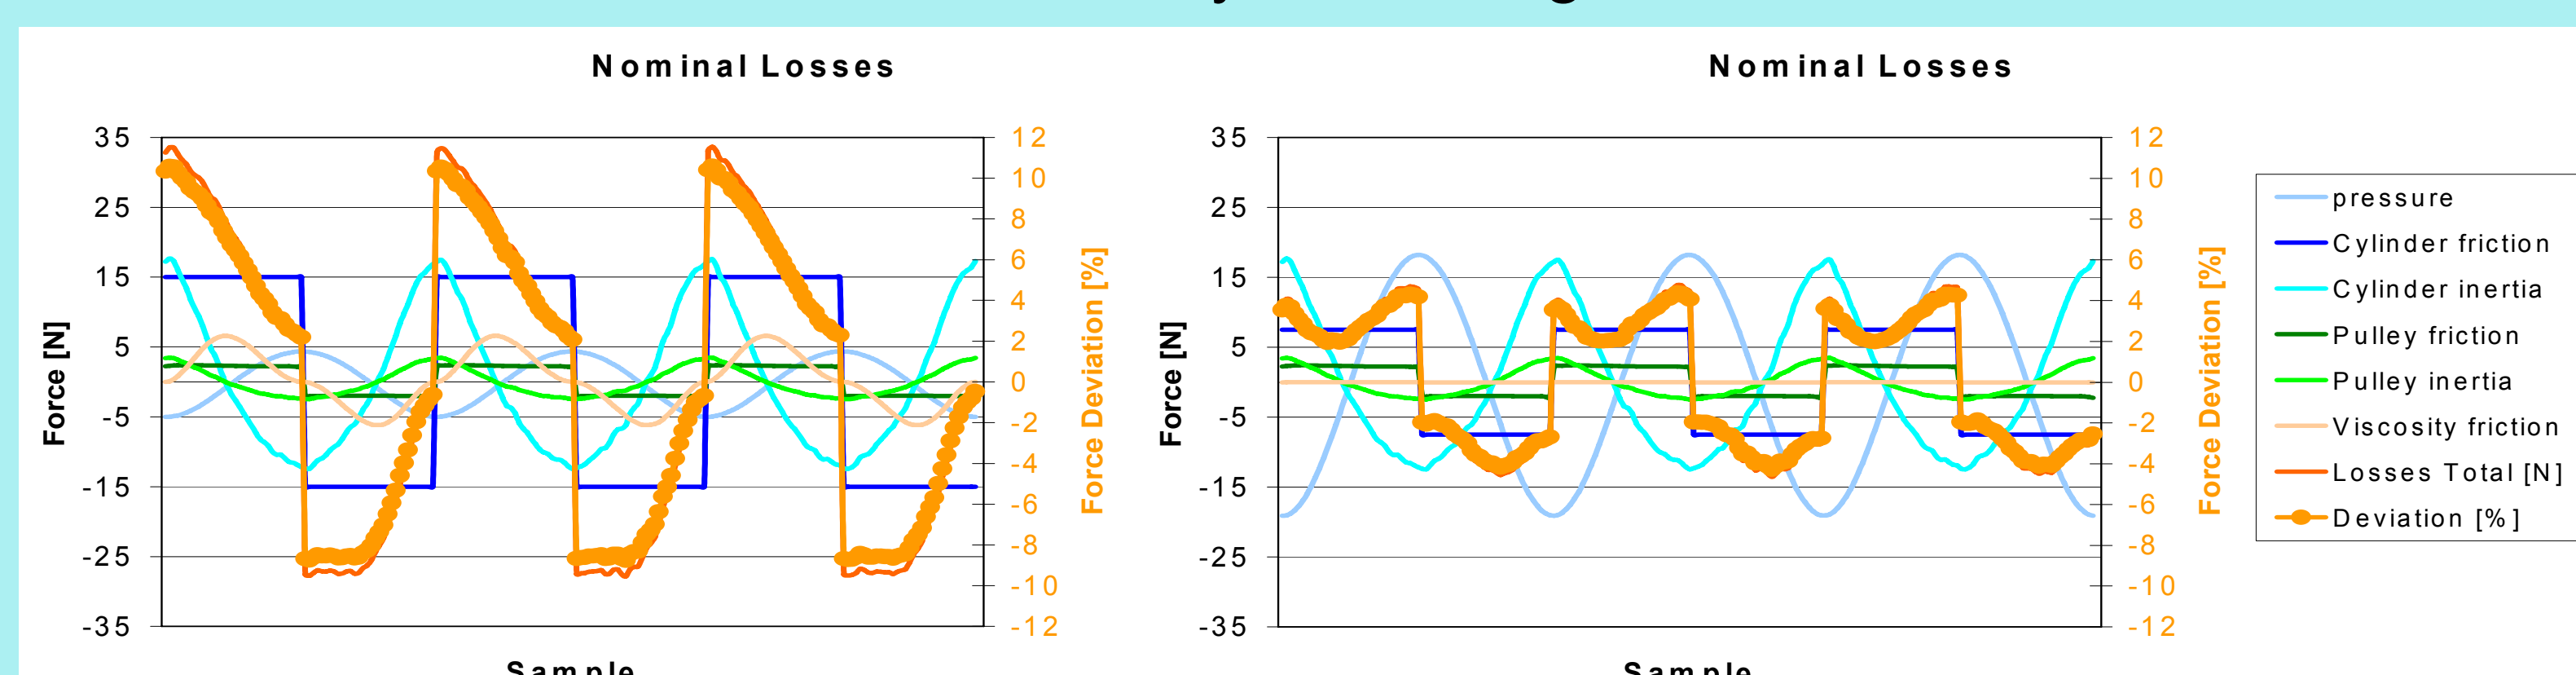 Nominal Losses
35
25
15
5
-5
-15
-25
-35
Force [N]
12
10
8
6
4
2
0
-2
-4
-6
-8
-10
-12
Force Deviation [%]
Sample
Nominal Losses
35
25
15
5
-5
-15
-25
-35
Force [N]
12
10
8
6
4
2
0
-2
-4
-6
-8
-10
-12
Force Deviation [%]
Sample
pressure
Cylinder friction
Cylinder inertia
Pulley friction
Pulley inertia
Viscosity friction
Losses Total [N]
Deviation [%]